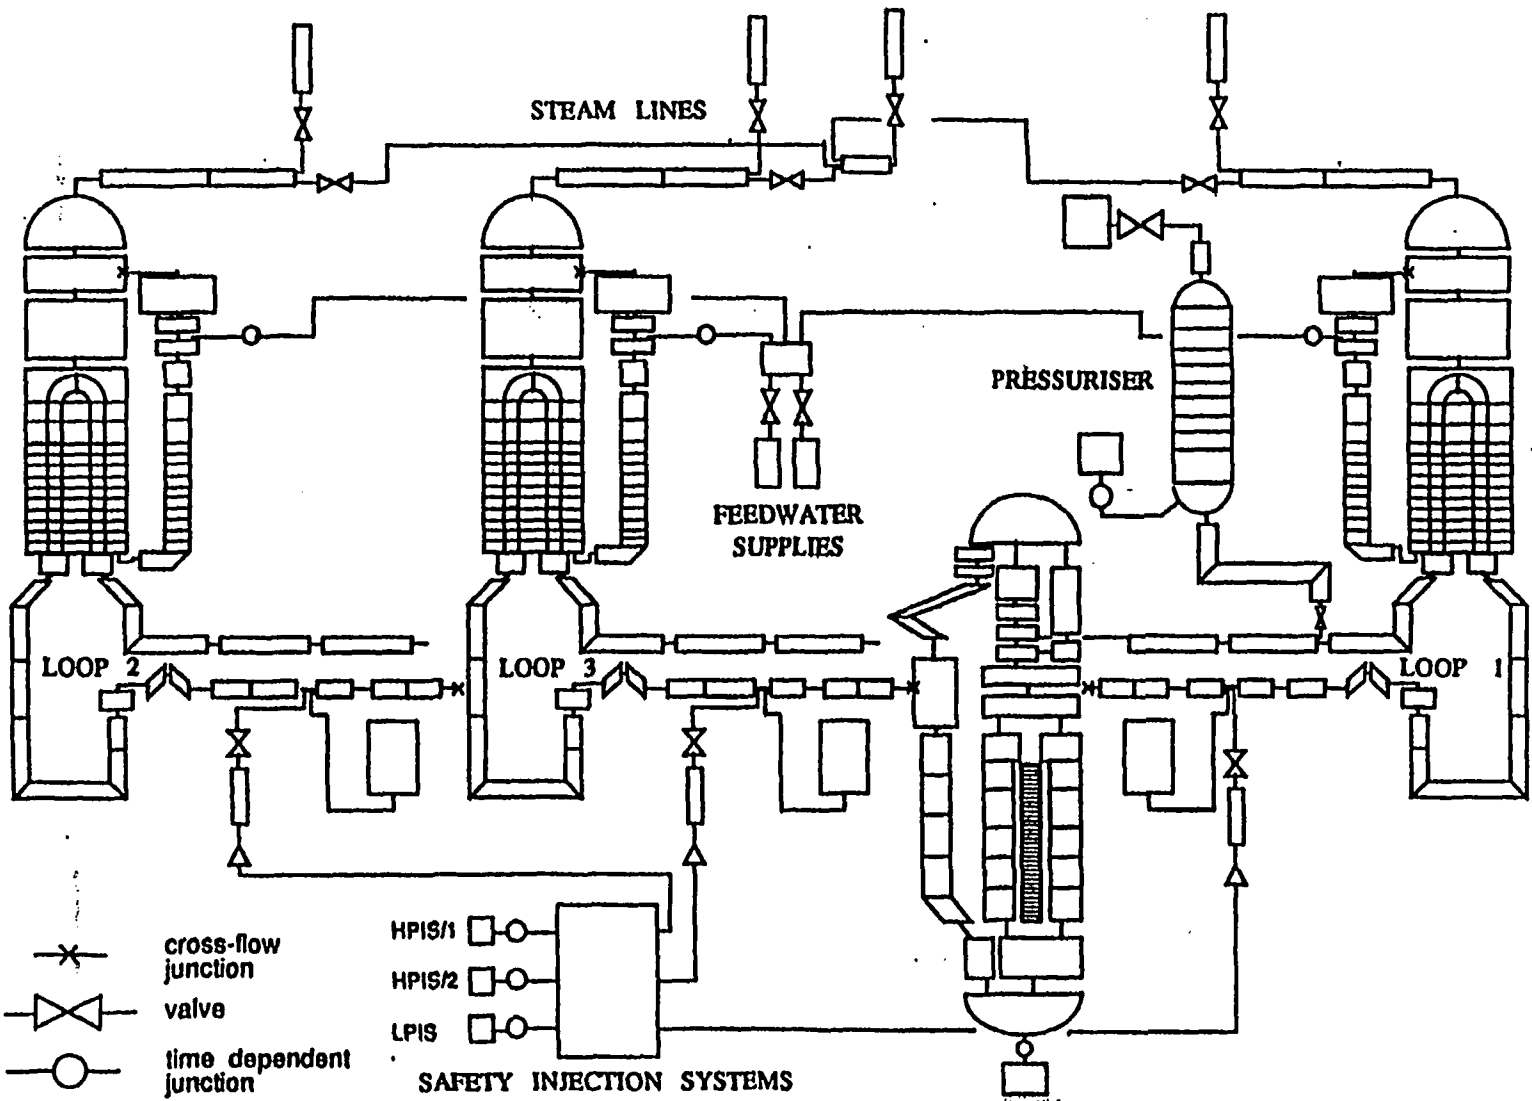 STEAM LINES
PRESSURISER
FEEDWATER
SUPPLIES
LOOP 2
LOOP 3
LOOP 1
cross-flow
junction
valve
time dependent
junction
HPIS/1
HPIS/2
LPIS
SAFETY INJECTION SYSTEMS